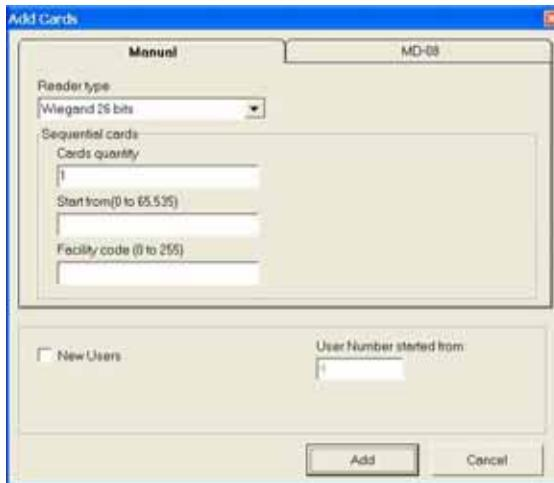 Add Cards
Manual MD-08
Reader type
Wiegand 26 bits
Sequential cards
Cards quantity
1
Start from(0 to 65.535)
Facility code (0 to 255)
New Users
User Number started from
Add Cancel